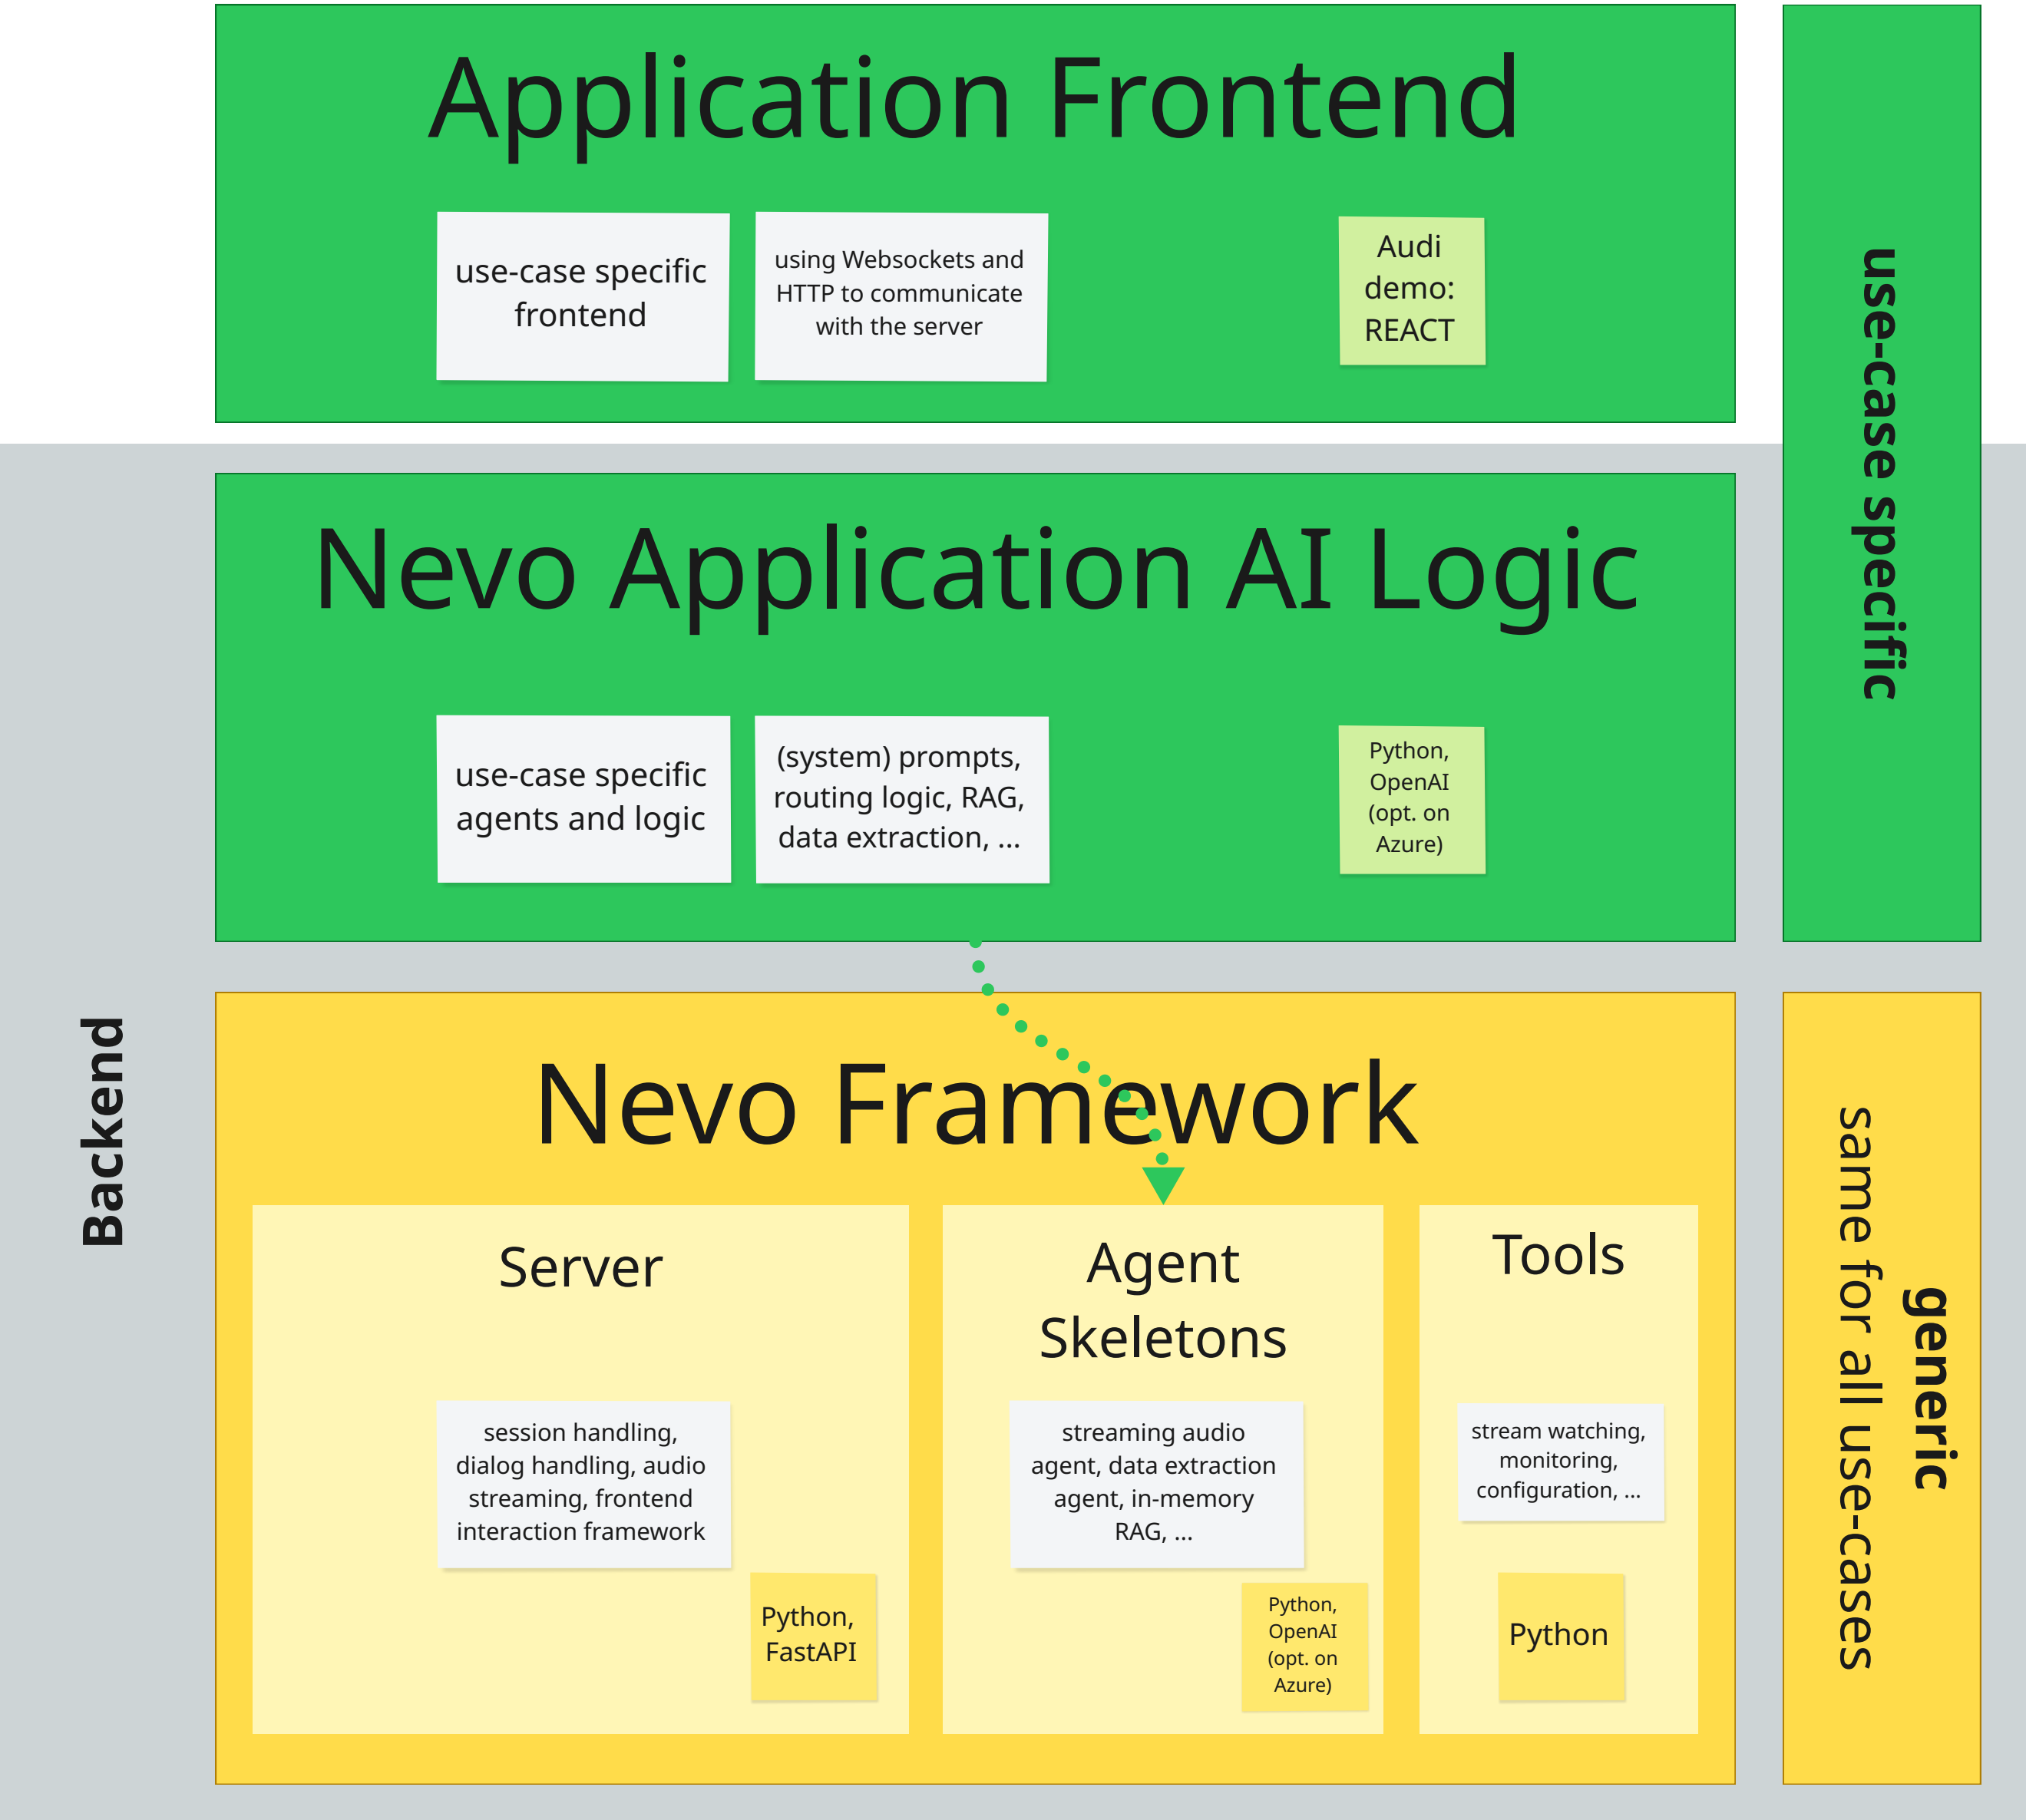 Application Frontend
use-case specific
frontend
using Websockets and
HTTP to communicate
with the server
Audi
demo:
REACT
use-case specific
Nevo Application AI Logic
use-case specific
agents and logic
(system) prompts,
routing logic, RAG,
data extraction, ...
Python,
OpenAI
(opt. on
Azure)
Backend
Nevo Framework
Server
session handling,
dialog handling, audio
streaming, frontend
interaction framework
Python,
FastAPI
Agent
Skeletons
streaming audio
agent, data extraction
agent, in-memory
RAG, ...
Python,
OpenAI
(opt. on
Azure)
Tools
stream watching,
monitoring,
configuration, ...
Python
generic
same for all use-cases